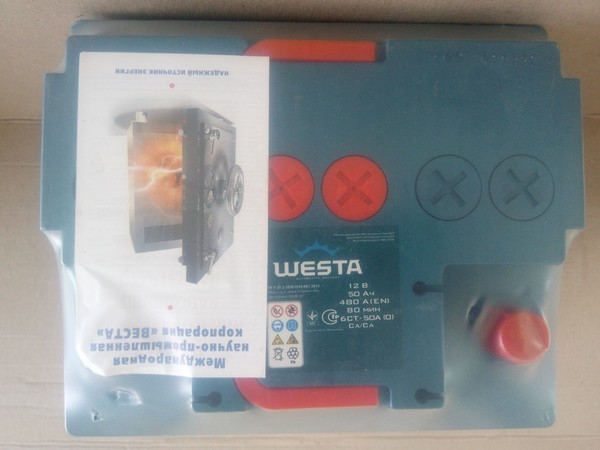 Международная
научно-промышленная
корпорация «ВЕСТА»
НАДЕЖНЫЙ ИСТОЧНИК ЭНЕРГИИ
WESTA
12 В
50 Ач
480 А(EN)
80 мин
6СТ-50А (0)
Ca/Ca